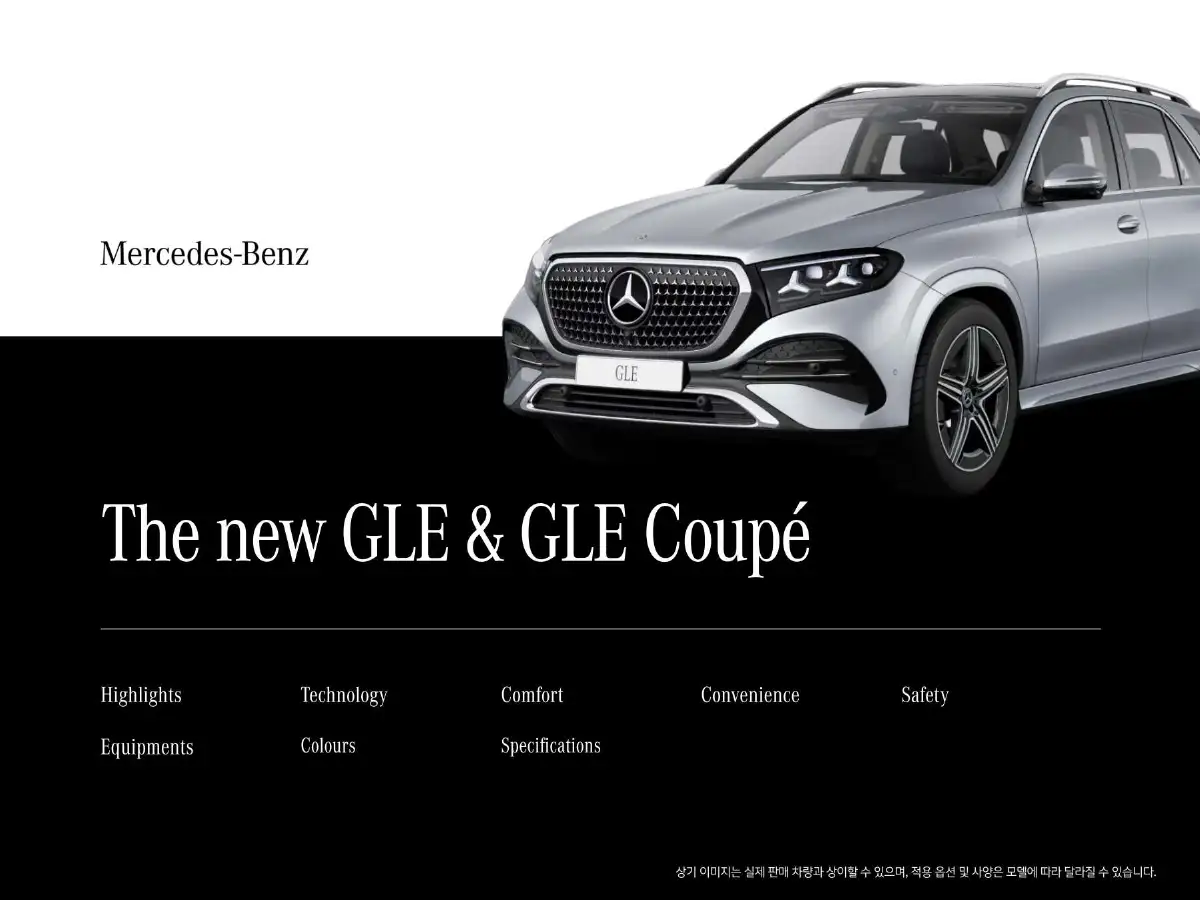 Mercedes-Benz
GLE
The new GLE & GLE Coupé
Highlights
Technology
Comfort
Convenience
Safety
Equipments
Colours
Specifications
상기 이미지는 실제 판매 차량과 상이할 수 있으며, 적용 옵션 및 사양은 모델에 따라 달라질 수 있습니다.